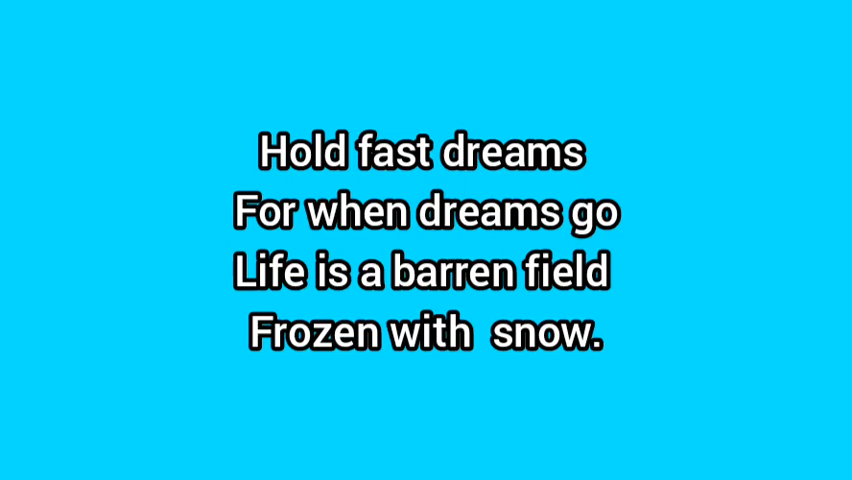 Hold fast dreams
For when dreams go
Life is a barren field
Frozen with  snow.